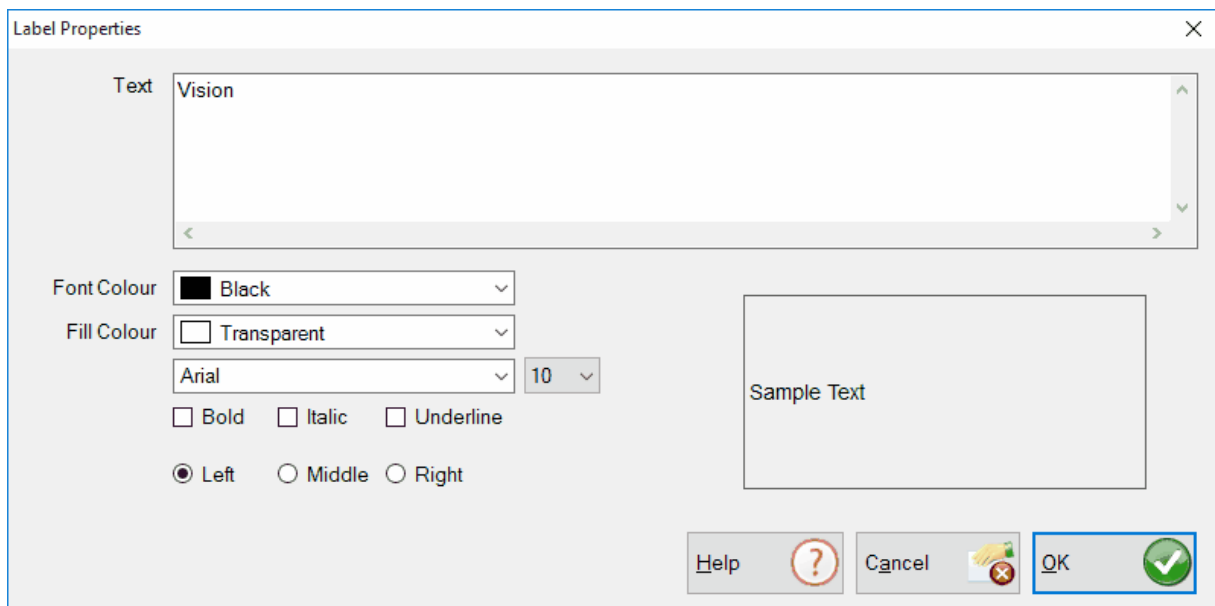 Label Properties
Text
Vision
Font Colour
Black
Fill Colour
Transparent
Arial
10
Bold Italic Underline
Left Middle Right
Sample Text
Help Cancel OK